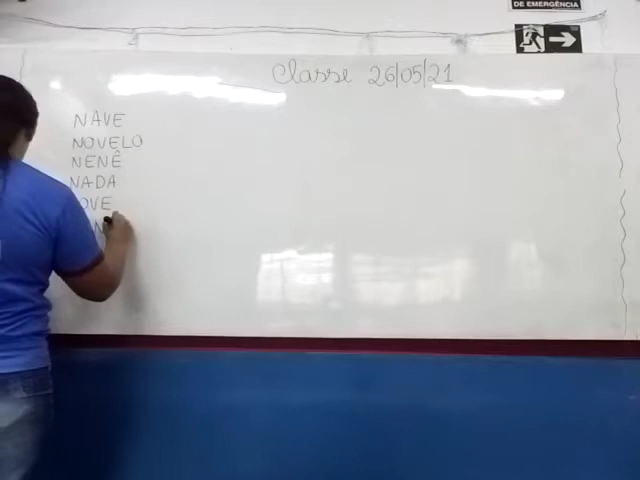 DE EMERGÊNCIA
Classe 26/05/21
NAVE
NOVELO
NENÊ
NADA